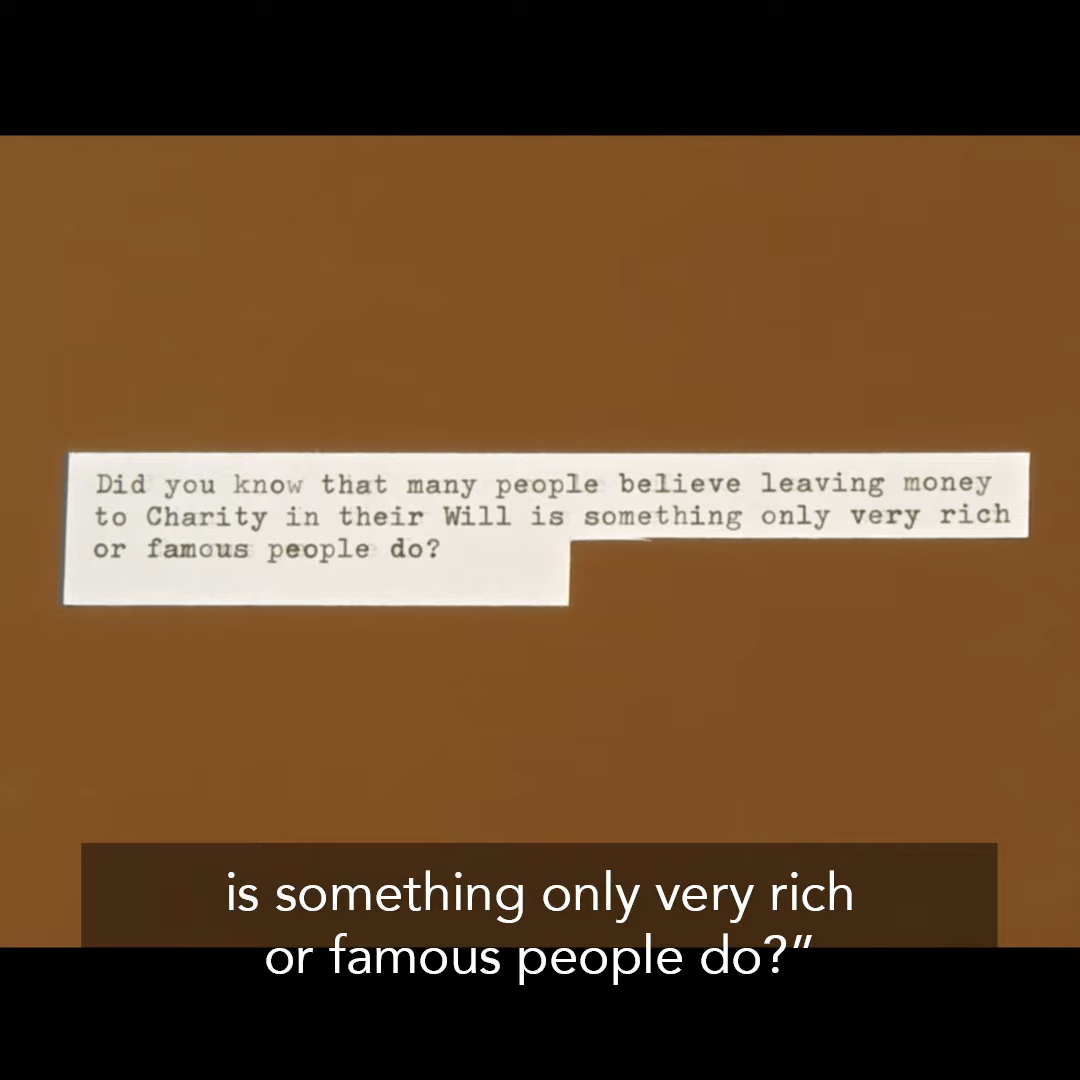 Did you know that many people believe leaving money
to Charity in their Will is something only very rich
or famous people do?
is something only very rich
or famous people do?”